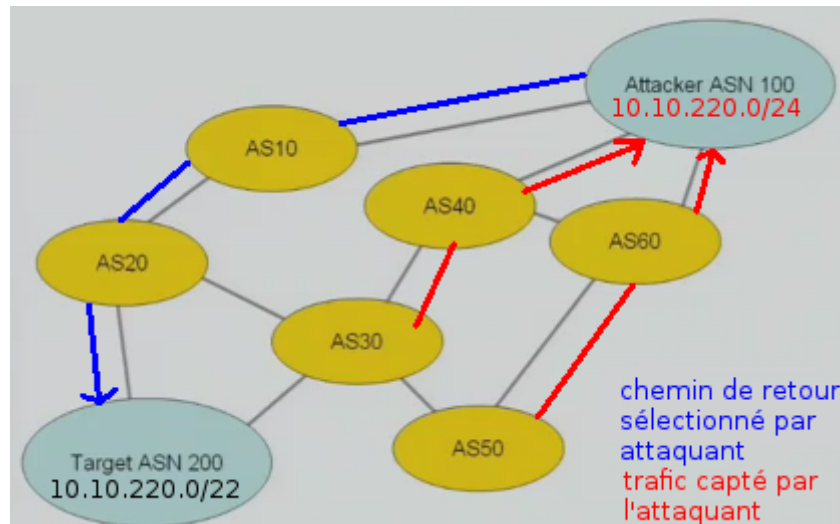 Attacker ASN 100
10.10.220.0/24
AS10
AS40
AS60
AS20
AS30
AS50
Target ASN 200
10.10.220.0/22
chemin de retour
sélectionné par
attaquant
trafic capté par
l'attaquant